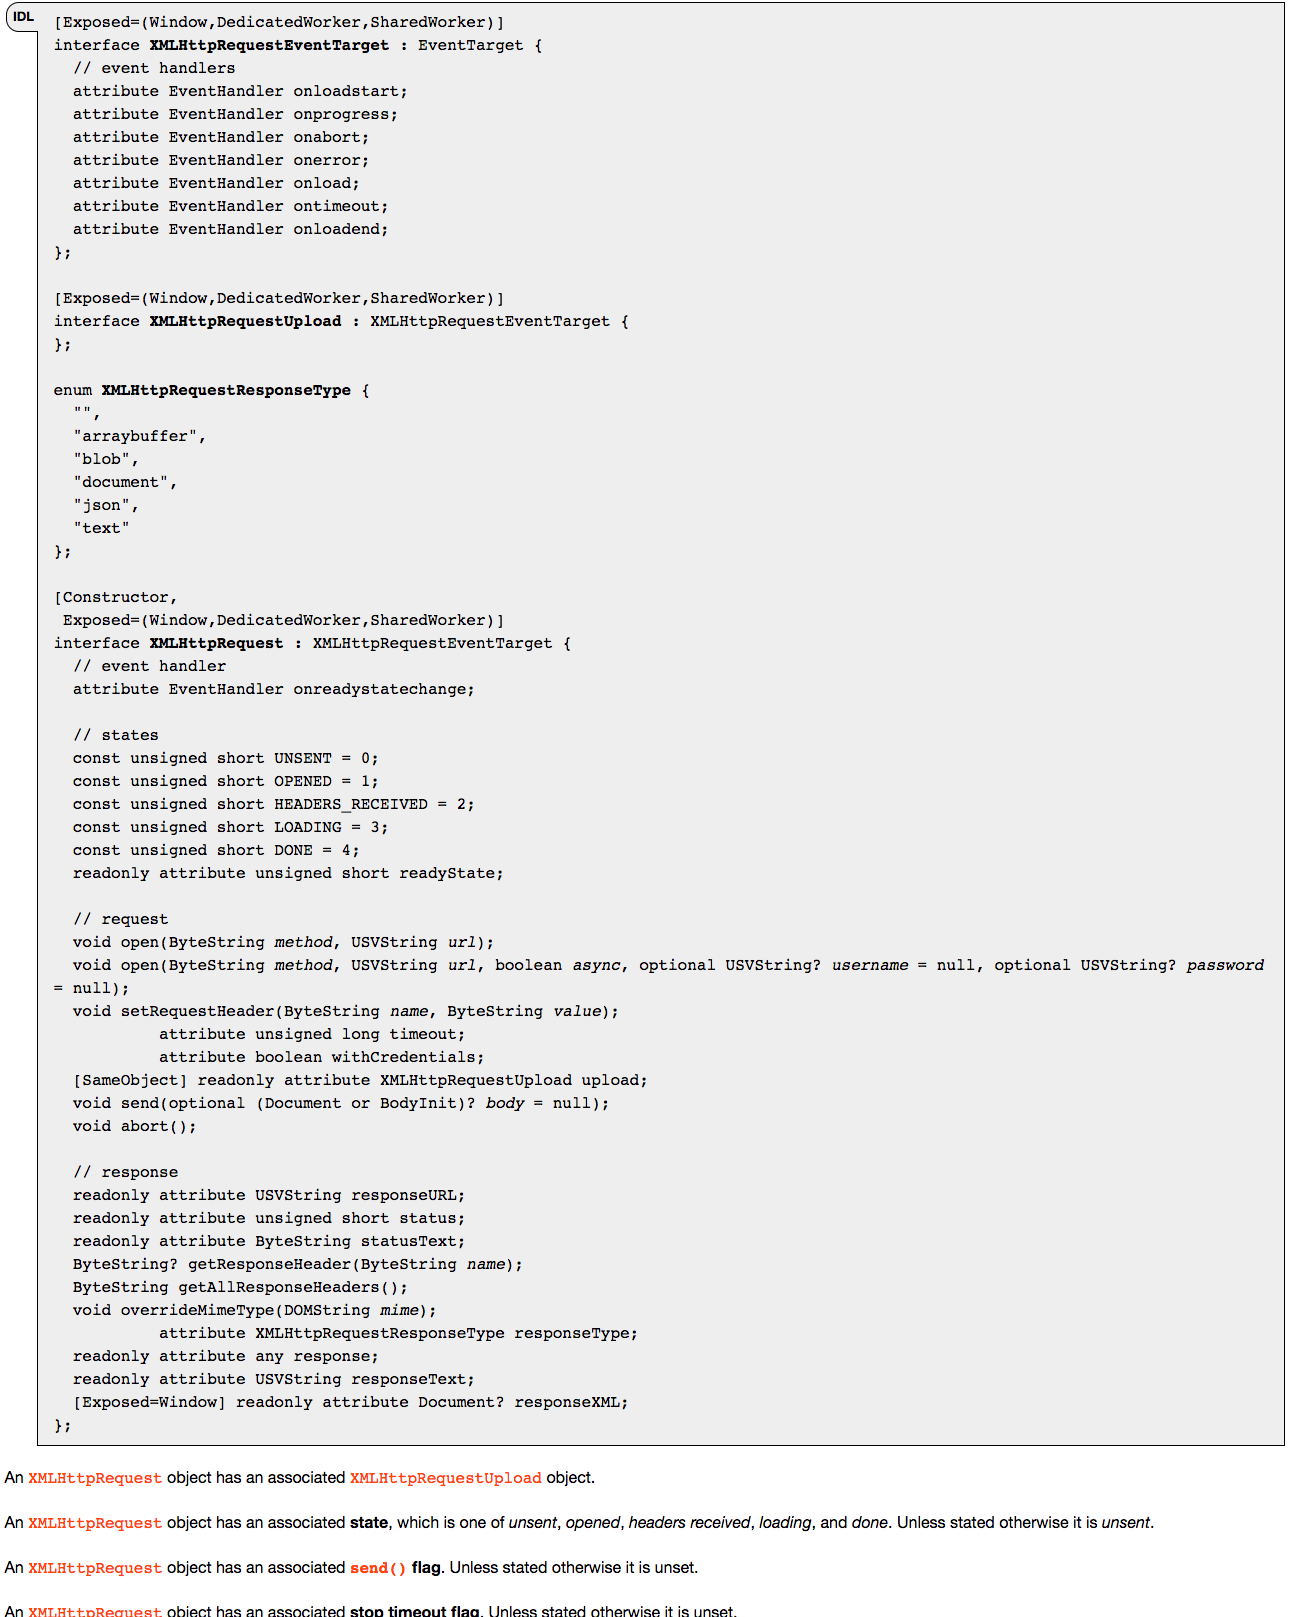 IDL
[Exposed=(Window,DedicatedWorker,SharedWorker)]
interface XMLHttpRequestEventTarget : EventTarget {
  // event handlers
  attribute EventHandler onloadstart;
  attribute EventHandler onprogress;
  attribute EventHandler onabort;
  attribute EventHandler onerror;
  attribute EventHandler onload;
  attribute EventHandler ontimeout;
  attribute EventHandler onloadend;
};

[Exposed=(Window,DedicatedWorker,SharedWorker)]
interface XMLHttpRequestUpload : XMLHttpRequestEventTarget {
};

enum XMLHttpRequestResponseType {
  "",
  "arraybuffer",
  "blob",
  "document",
  "json",
  "text"
};

[Constructor,
 Exposed=(Window,DedicatedWorker,SharedWorker)]
interface XMLHttpRequest : XMLHttpRequestEventTarget {
  // event handler
  attribute EventHandler onreadystatechange;

  // states
  const unsigned short UNSENT = 0;
  const unsigned short OPENED = 1;
  const unsigned short HEADERS_RECEIVED = 2;
  const unsigned short LOADING = 3;
  const unsigned short DONE = 4;
  readonly attribute unsigned short readyState;

  // request
  void open(ByteString method, USVString url);
  void open(ByteString method, USVString url, boolean async, optional USVString? username = null, optional USVString? password
= null);
  void setRequestHeader(ByteString name, ByteString value);
           attribute unsigned long timeout;
           attribute boolean withCredentials;
  [SameObject] readonly attribute XMLHttpRequestUpload upload;
  void send(optional (Document or BodyInit)? body = null);
  void abort();

  // response
  readonly attribute USVString responseURL;
  readonly attribute unsigned short status;
  readonly attribute ByteString statusText;
  ByteString? getResponseHeader(ByteString name);
  ByteString getAllResponseHeaders();
  void overrideMimeType(DOMString mime);
           attribute XMLHttpRequestResponseType responseType;
  readonly attribute any response;
  readonly attribute USVString responseText;
  [Exposed=Window] readonly attribute Document? responseXML;
};

An XMLHttpRequest object has an associated XMLHttpRequestUpload object.
An XMLHttpRequest object has an associated state, which is one of unsent, opened, headers received, loading, and done. Unless stated otherwise it is unsent.
An XMLHttpRequest object has an associated send() flag. Unless stated otherwise it is unset.
An XMLHttpRequest object has an associated stop timeout flag. Unless stated otherwise it is unset.